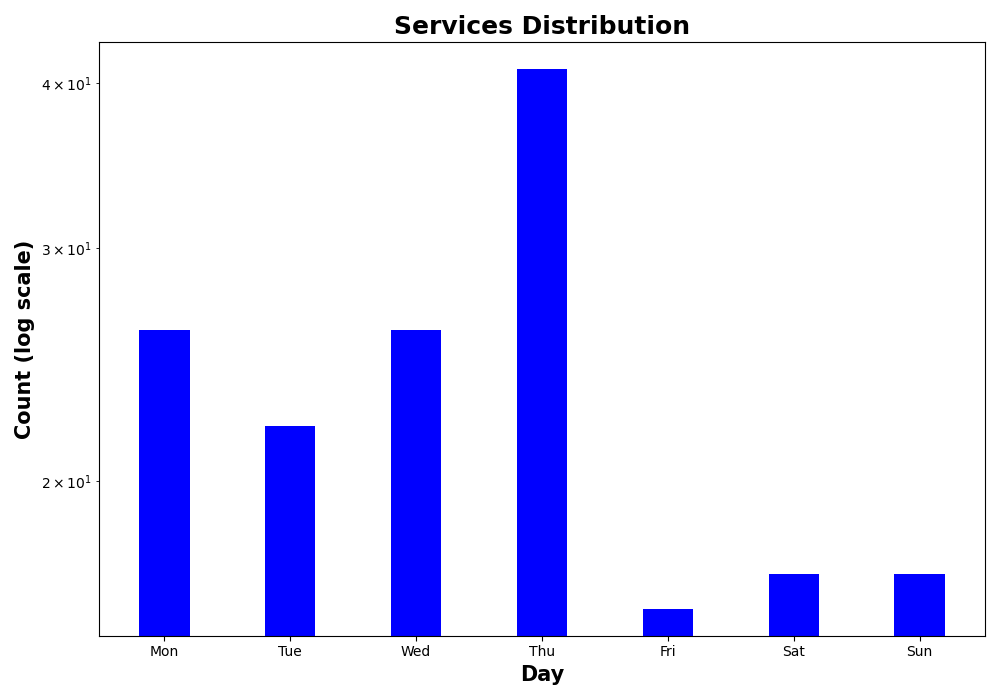 Services Distribution
Count (log scale)
4 × 10¹
3 × 10¹
2 × 10¹
Mon Tue Wed Thu Fri Sat Sun
Day